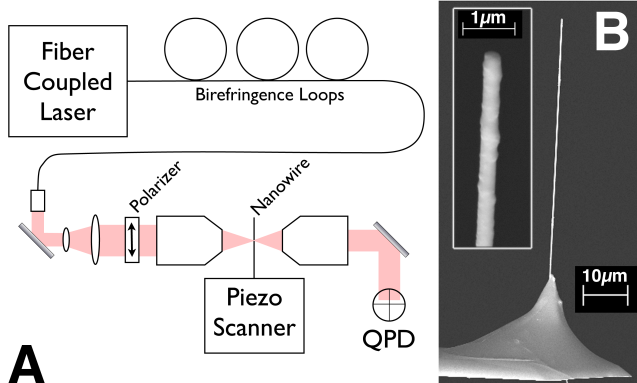 Fiber
Coupled
Laser
Birefringence Loops
Polarizer
Nanowire
Piezo
Scanner
QPD
A
1µm
B
10µm